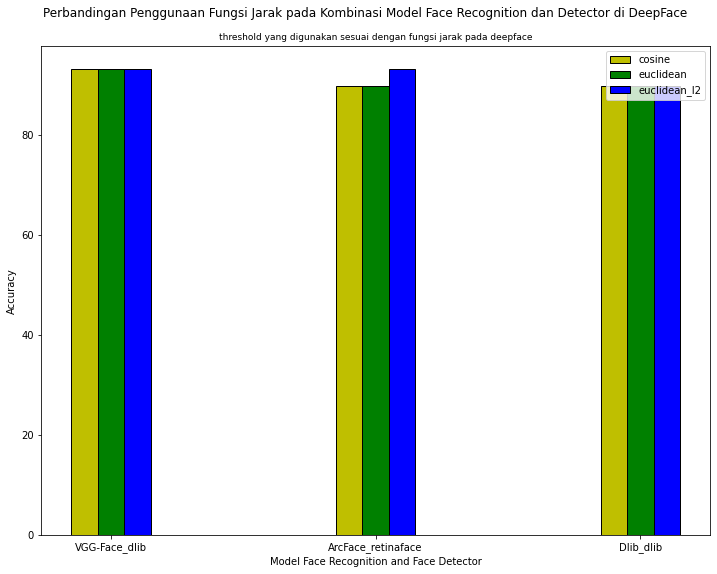 Perbandingan Penggunaan Fungsi Jarak pada Kombinasi Model Face Recognition dan Detector di DeepFace
threshold yang digunakan sesuai dengan fungsi jarak pada deepface
cosine
euclidean
euclidean_l2
80
60
40
20
0
Accuracy
VGG-Face_dlib
ArcFace_retinaface
Dlib_dlib
Model Face Recognition and Face Detector